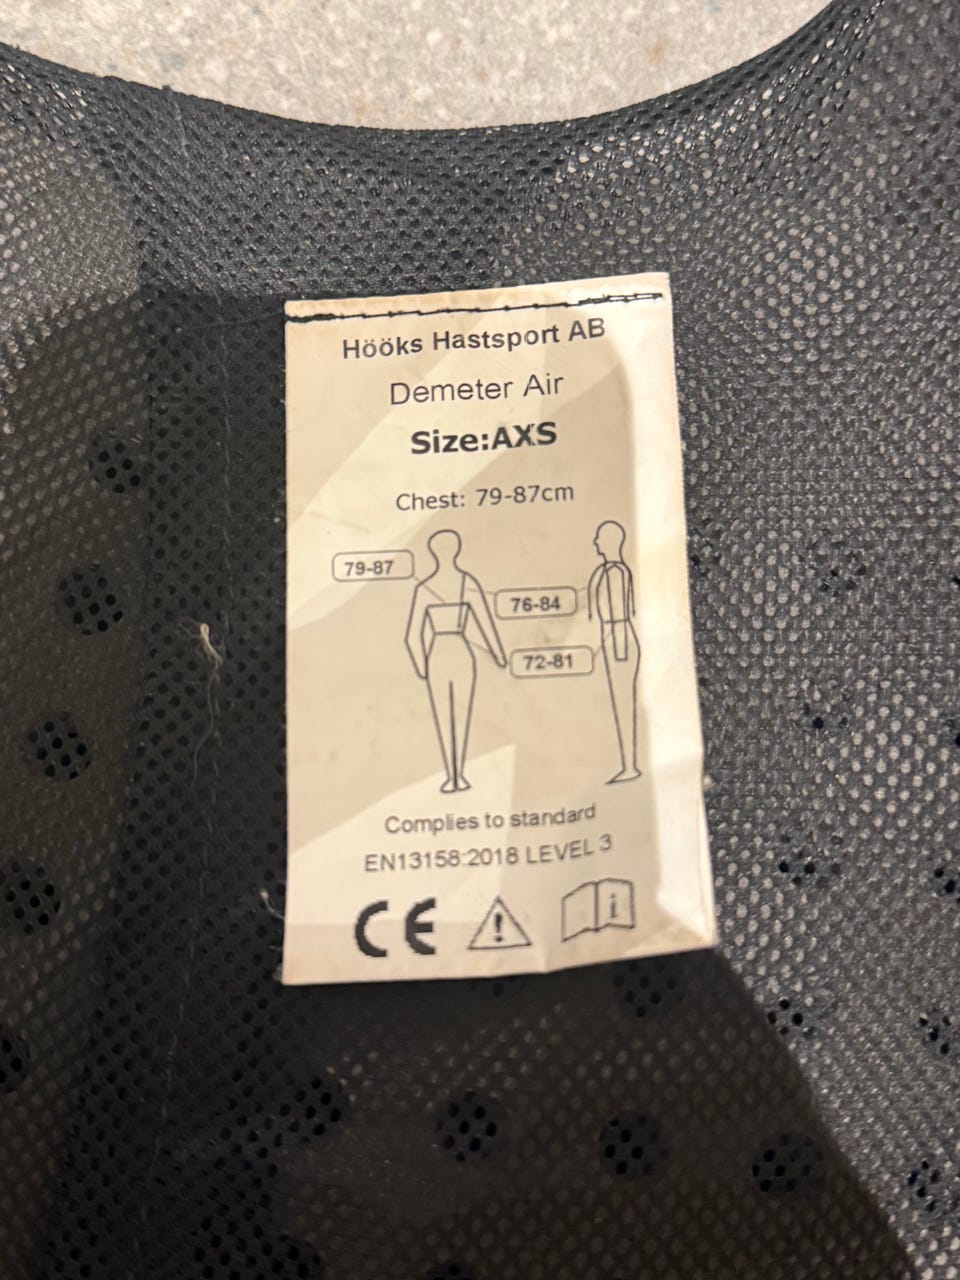 Hööks Hastsport AB
Demeter Air
Size:AXS
Chest: 79-87cm
79-87
76-84
72-81
Complies to standard
EN13158:2018 LEVEL 3
CE
! i